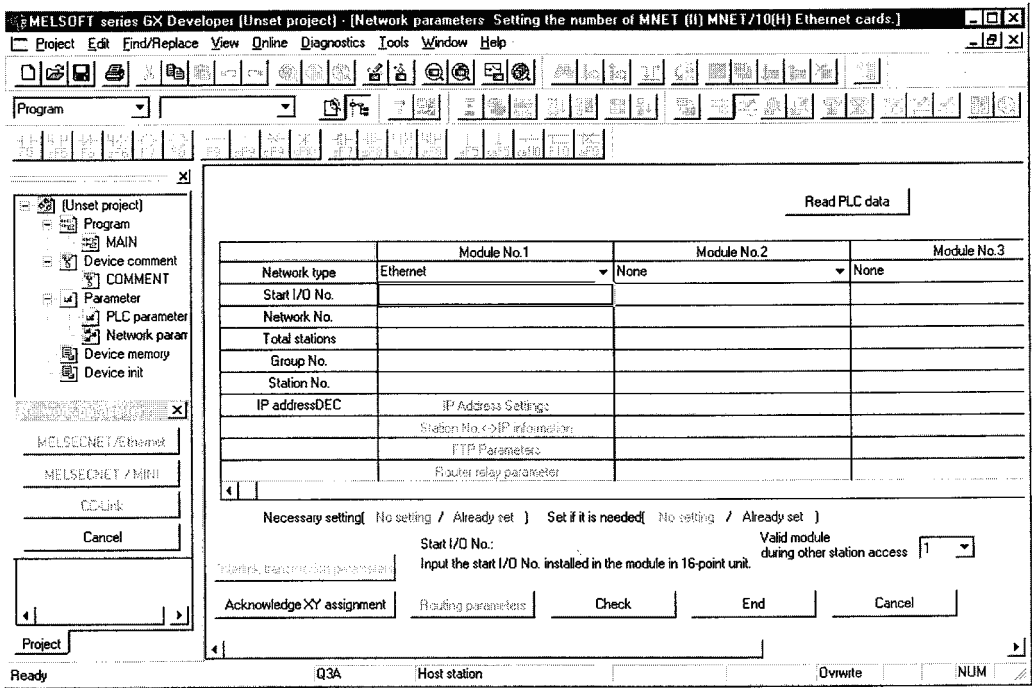 MELSOFT series GX Developer (Unset project) - [Network parameters Setting the number of MNET (II) MNET/10(H) Ethernet cards.]
Project Edit Find/Replace View Online Diagnostics Tools Window Help
Program
(Unset project)
Program
MAIN
Device comment
COMMENT
Parameter
PLC parameter
Network param
Device memory
Device init
MELSECNET/Ethernet
MELSECNET / MINI
CC-Link
Cancel
Project
Read PLC data
Module No.1 Module No.2 Module No.3
Network type Ethernet None None
Start I/O No.
Network No.
Total stations
Group No.
Station No.
IP addressDEC IP Address Settings
Station No.<->IP information
FTP Parameters
Router relay parameter
Necessary setting( No setting / Already set ) Set if it is needed( No setting / Already set )
Start I/O No.:
Input the start I/O No. installed in the module in 16-point unit.
Valid module
during other station access 1
Interlink transmission parameters
Acknowledge XY assignment Routing parameters Check End Cancel
Ready Q3A Host station Ovrwrte NUM